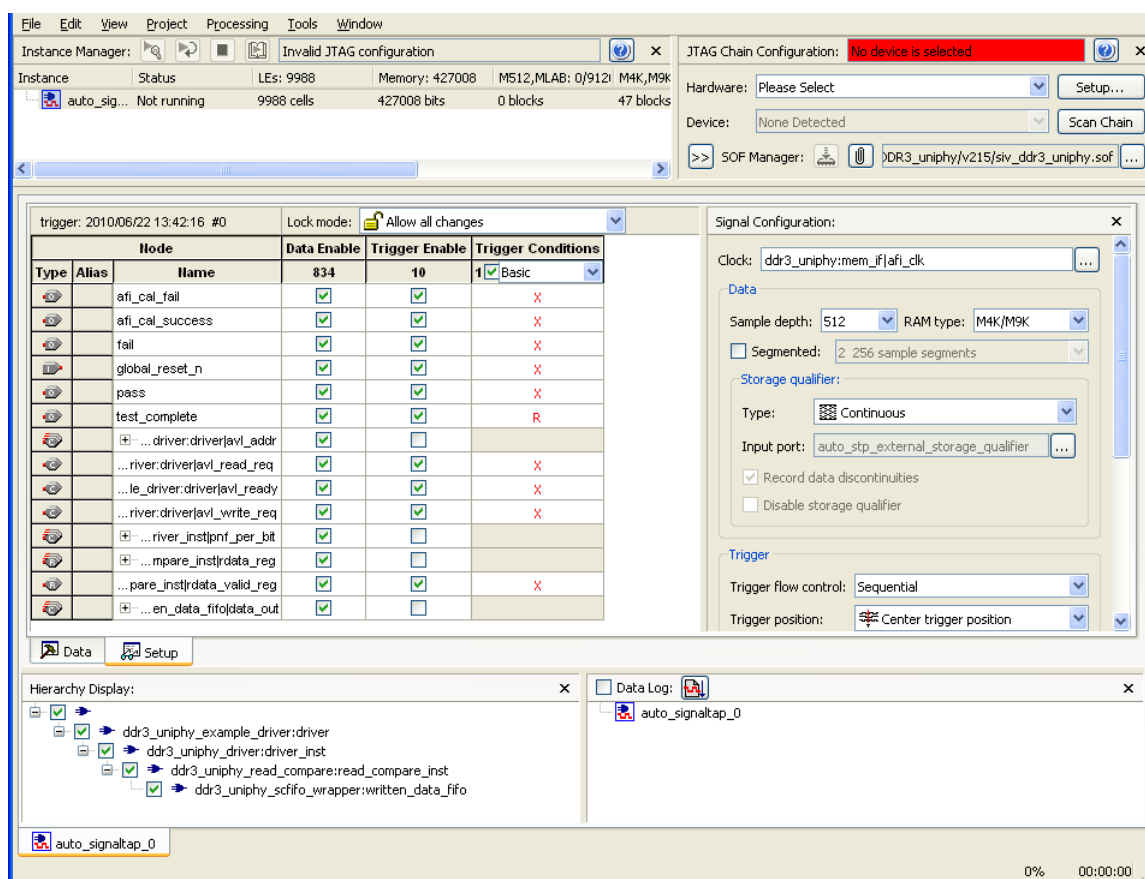 File Edit View Project Processing Tools Window
Instance Manager: Invalid JTAG configuration
JTAG Chain Configuration: No device is selected
Instance Status LEs: 9988 Memory: 427008 M512,MLAB: 0/912 M4K,M9K
auto_sig... Not running 9988 cells 427008 bits 0 blocks 47 blocks
Hardware: Please Select Setup...
Device: None Detected Scan Chain
>> SOF Manager: DDR3_uniphy/v215/siv_ddr3_uniphy.sof ...
trigger: 2010/06/22 13:42:16 #0 Lock mode: Allow all changes
Node Data Enable Trigger Enable Trigger Conditions
Type Alias Name 834 10 1 Basic
afi_cal_fail X
afi_cal_success X
fail X
global_reset_n X
pass X
test_complete R
...driver:driver|avl_addr
...river:driver|avl_read_req X
...le_driver:driver|avl_ready X
...river:driver|avl_write_req X
...river_inst|pnf_per_bit
...mpare_inst|rdata_reg
...pare_inst|rdata_valid_reg X
...en_data_fifo|data_out
Signal Configuration:
Clock: ddr3_uniphy:mem_if|afi_clk ...
Data
Sample depth: 512 RAM type: M4K/M9K
Segmented: 2 256 sample segments
Storage qualifier:
Type: Continuous
Input port: auto_stp_external_storage_qualifier ...
Record data discontinuities
Disable storage qualifier
Trigger
Trigger flow control: Sequential
Trigger position: Center trigger position
Data Setup
Hierarchy Display:
ddr3_uniphy_example_driver:driver
ddr3_uniphy_driver:driver_inst
ddr3_uniphy_read_compare:read_compare_inst
ddr3_uniphy_scfifo_wrapper:written_data_fifo
Data Log:
auto_signaltap_0
auto_signaltap_0
0% 00:00:00